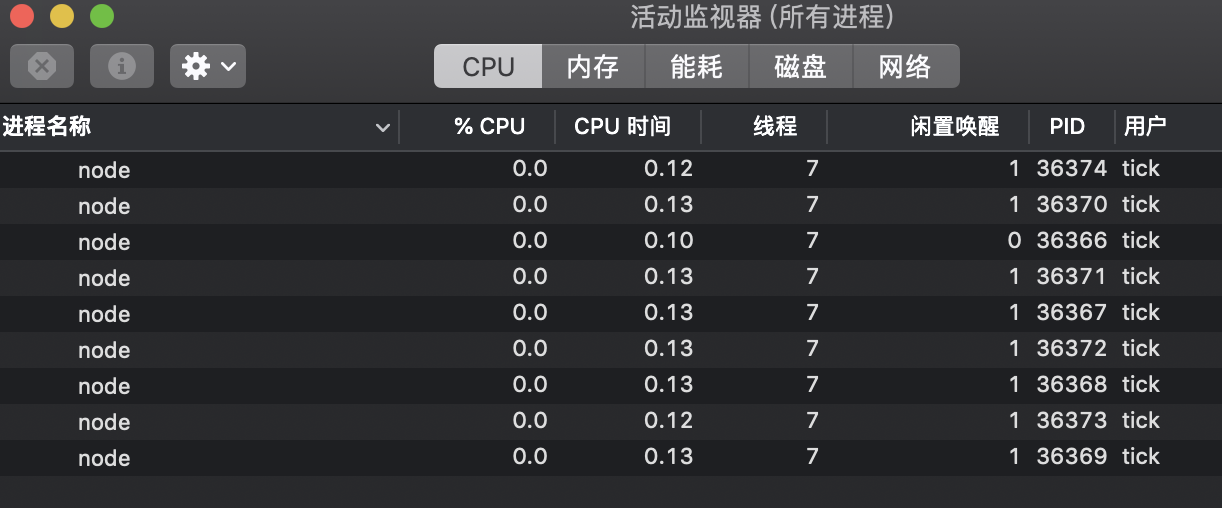 活动监视器 (所有进程)
CPU 内存 能耗 磁盘 网络
进程名称 % CPU CPU 时间 线程 闲置唤醒 PID 用户
node 0.0 0.12 7 1 36374 tick
node 0.0 0.13 7 1 36370 tick
node 0.0 0.10 7 0 36366 tick
node 0.0 0.13 7 1 36371 tick
node 0.0 0.13 7 1 36367 tick
node 0.0 0.13 7 1 36372 tick
node 0.0 0.13 7 1 36368 tick
node 0.0 0.12 7 1 36373 tick
node 0.0 0.13 7 1 36369 tick